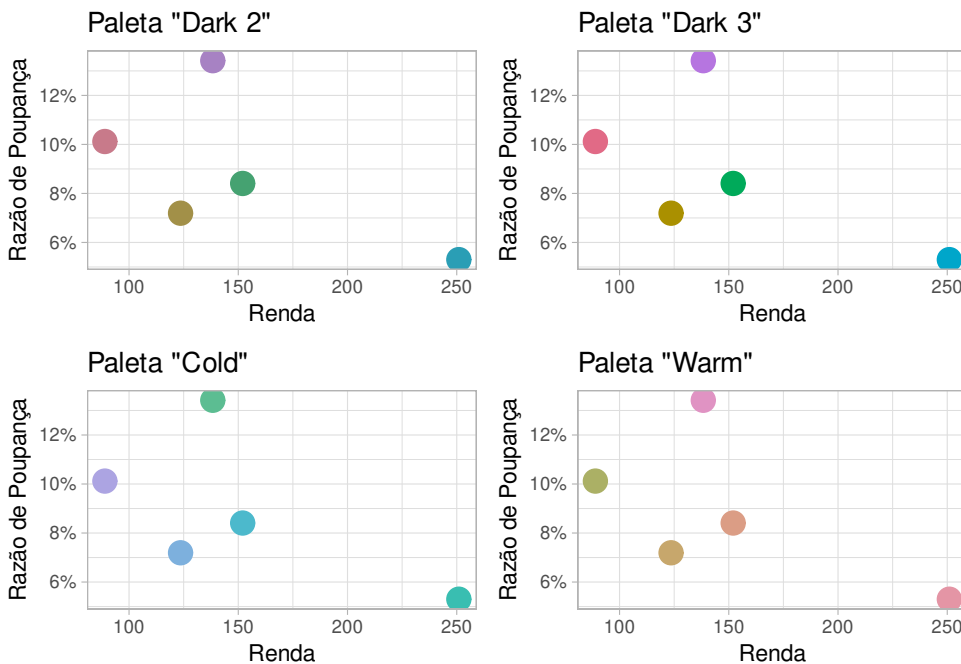 Paleta "Dark 2"
Razão de Poupança
12%
10%
8%
6%
100 150 200 250
Renda
Paleta "Dark 3"
Razão de Poupança
12%
10%
8%
6%
100 150 200 250
Renda
Paleta "Cold"
Razão de Poupança
12%
10%
8%
6%
100 150 200 250
Renda
Paleta "Warm"
Razão de Poupança
12%
10%
8%
6%
100 150 200 250
Renda